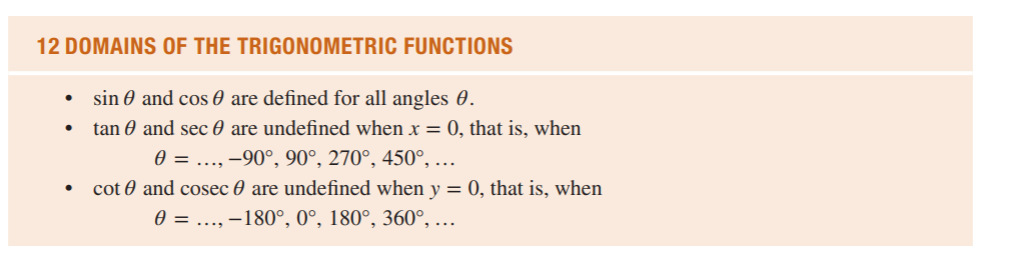 12 DOMAINS OF THE TRIGONOMETRIC FUNCTIONS
• sin θ and cos θ are defined for all angles θ.
• tan θ and sec θ are undefined when x = 0, that is, when
θ = …, −90°, 90°, 270°, 450°, …
• cot θ and cosec θ are undefined when y = 0, that is, when
θ = …, −180°, 0°, 180°, 360°, …